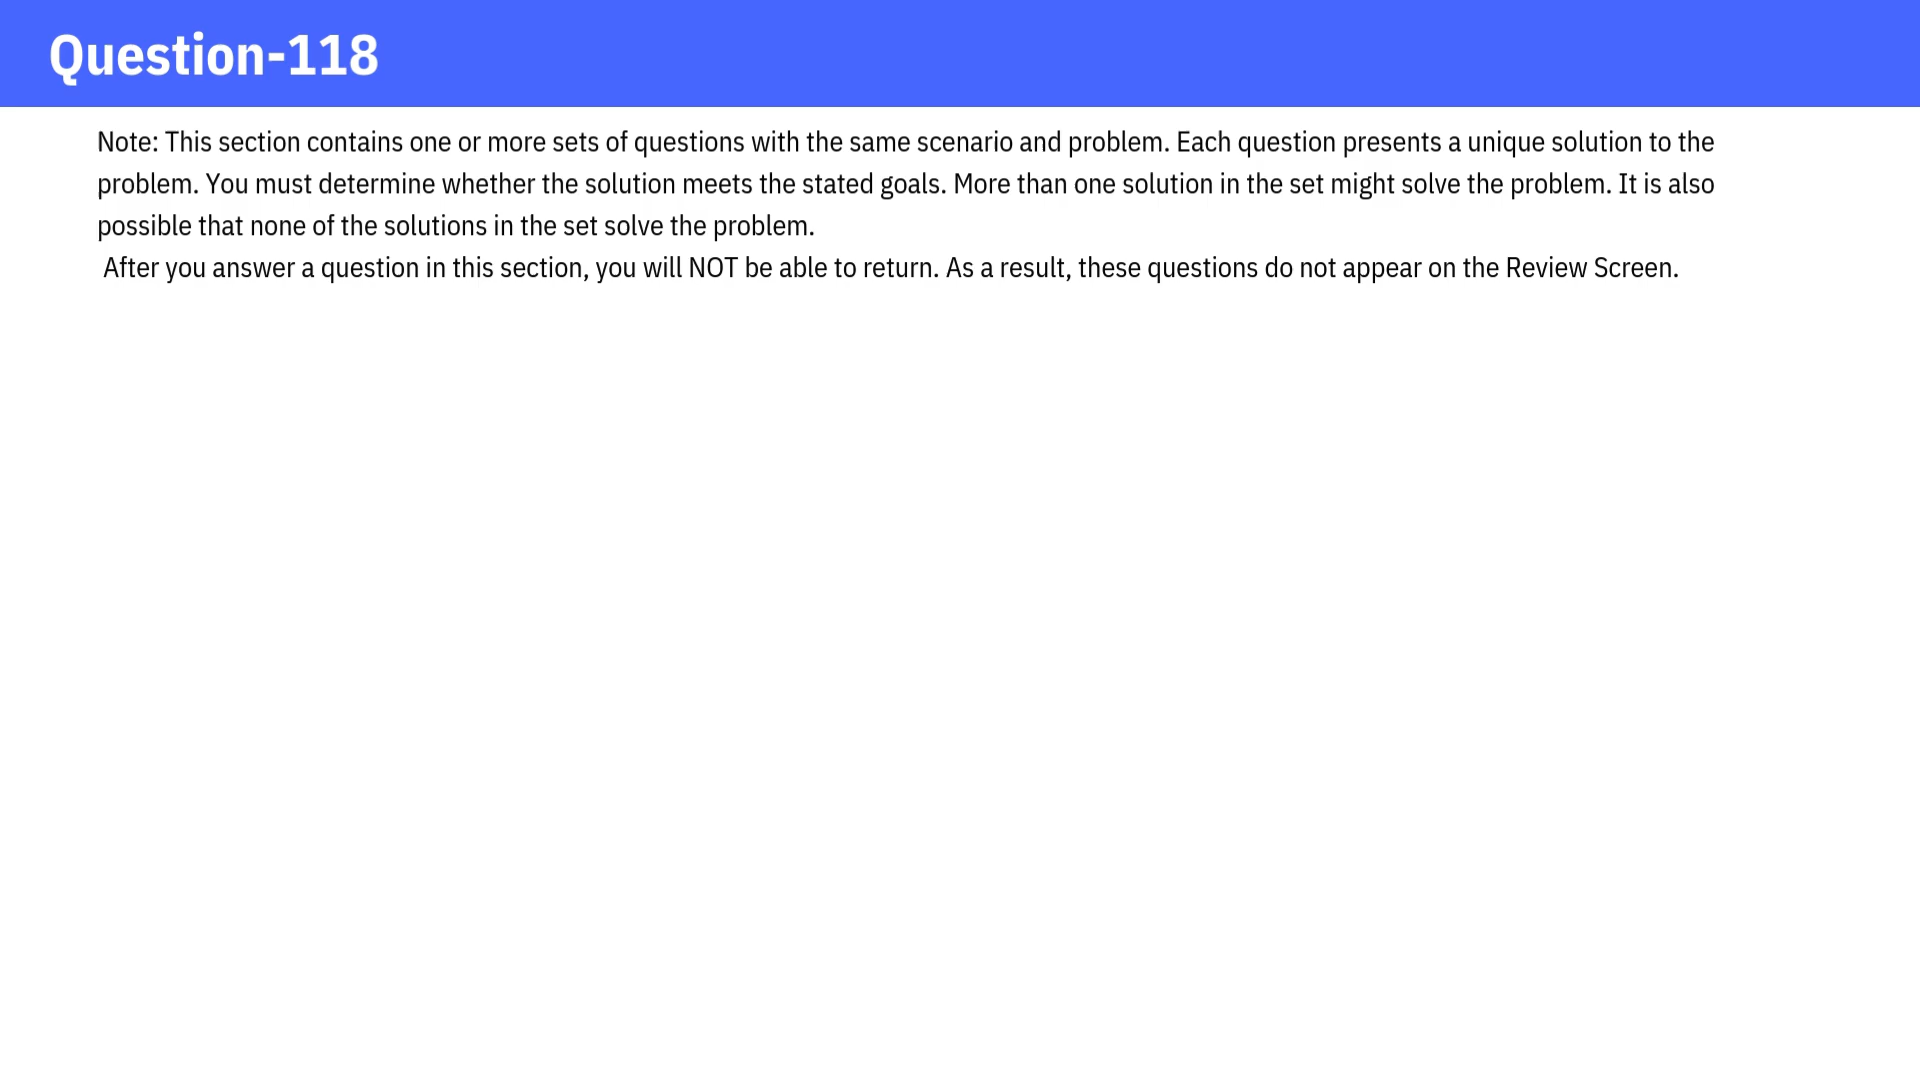 Question-118
Note: This section contains one or more sets of questions with the same scenario and problem. Each question presents a unique solution to the
problem. You must determine whether the solution meets the stated goals. More than one solution in the set might solve the problem. It is also
possible that none of the solutions in the set solve the problem.
After you answer a question in this section, you will NOT be able to return. As a result, these questions do not appear on the Review Screen.